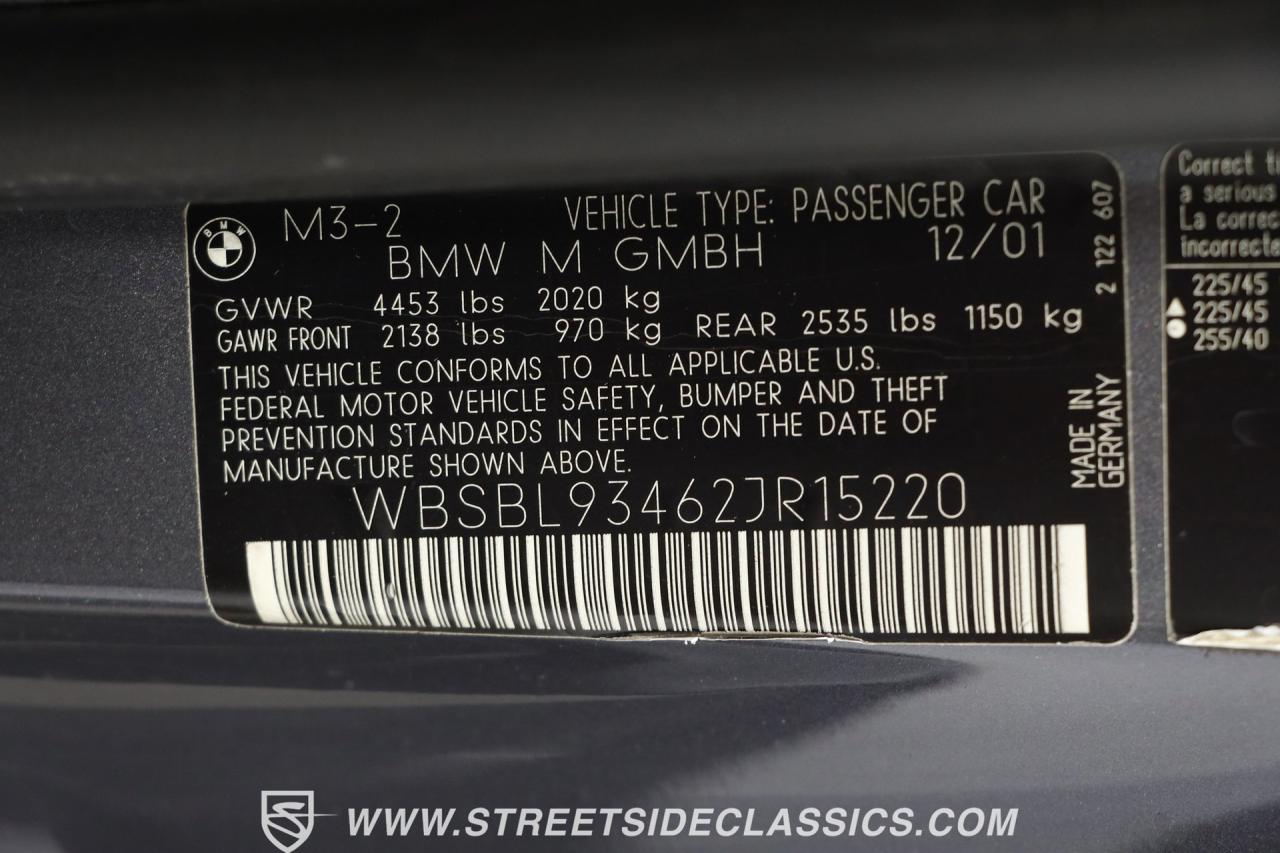 BMW
M3-2 VEHICLE TYPE: PASSENGER CAR
BMW M GMBH 12/01
GVWR 4453 lbs 2020 kg
GAWR FRONT 2138 lbs 970 kg REAR 2535 lbs 1150 kg
THIS VEHICLE CONFORMS TO ALL APPLICABLE U.S.
FEDERAL MOTOR VEHICLE SAFETY, BUMPER AND THEFT
PREVENTION STANDARDS IN EFFECT ON THE DATE OF
MANUFACTURE SHOWN ABOVE.
WBSBL93462JR15220
2 122 607
MADE IN
GERMANY
Correct
a serious
La correc
incorrecte
225/45
225/45
255/40
WWW.STREETSIDECLASSICS.COM